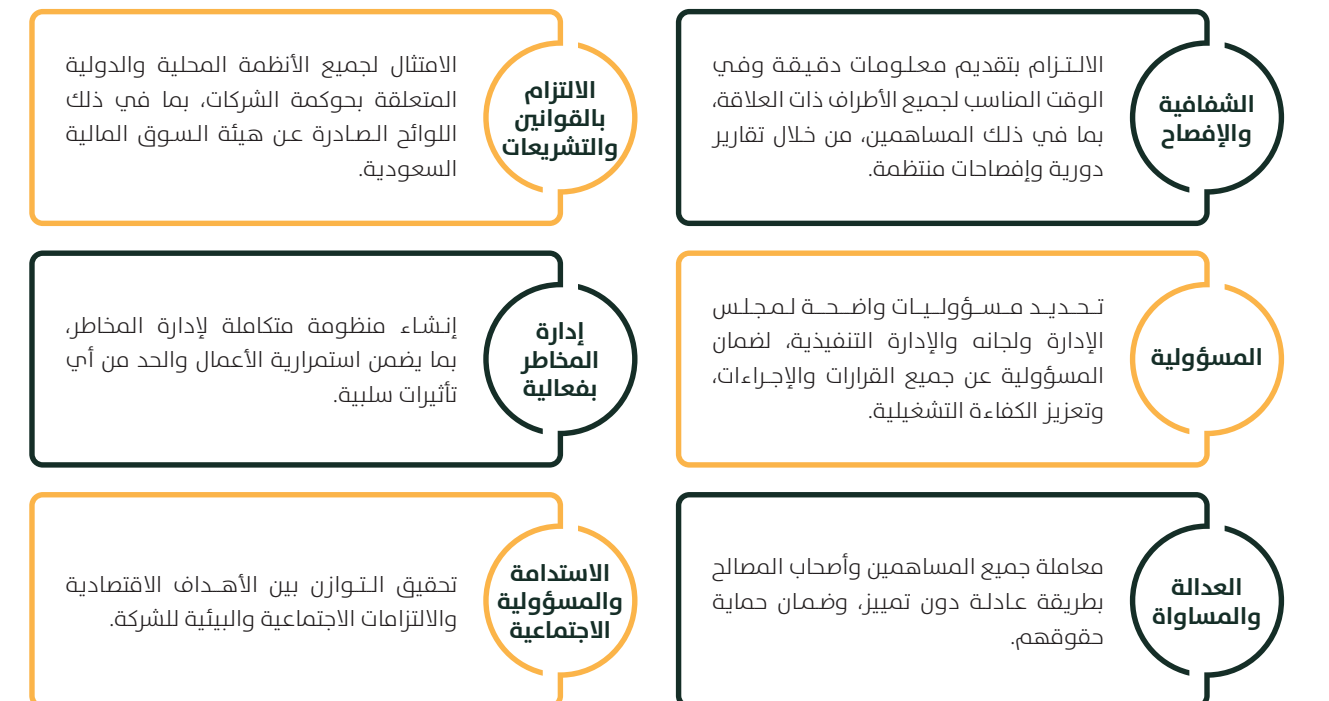 الشفافية
والإفصاح
الالتزام بتقديم معلومات دقيقة وفي
الوقت المناسب لجميع الأطراف ذات العلاقة،
بما في ذلك المساهمين، من خلال تقارير
دورية وإفصاحات منتظمة.
الالتزام
بالقوانين
والتشريعات
الامتثال لجميع الأنظمة المحلية والدولية
المتعلقة بحوكمة الشركات، بما في ذلك
اللوائح الصادرة عن هيئة السوق المالية
السعودية.
المسؤولية
تحديد مسؤوليات واضحة لمجلس
الإدارة ولجانه والإدارة التنفيذية، لضمان
المسؤولية عن جميع القرارات والإجراءات،
وتعزيز الكفاءة التشغيلية.
إدارة
المخاطر
بفعالية
إنشاء منظومة متكاملة لإدارة المخاطر،
بما يضمن استمرارية الأعمال والحد من أي
تأثيرات سلبية.
العدالة
والمساواة
معاملة جميع المساهمين وأصحاب المصالح
بطريقة عادلة دون تمييز، وضمان حماية
حقوقهم.
الاستدامة
والمسؤولية
الاجتماعية
تحقيق التوازن بين الأهداف الاقتصادية
والالتزامات الاجتماعية والبيئية للشركة.